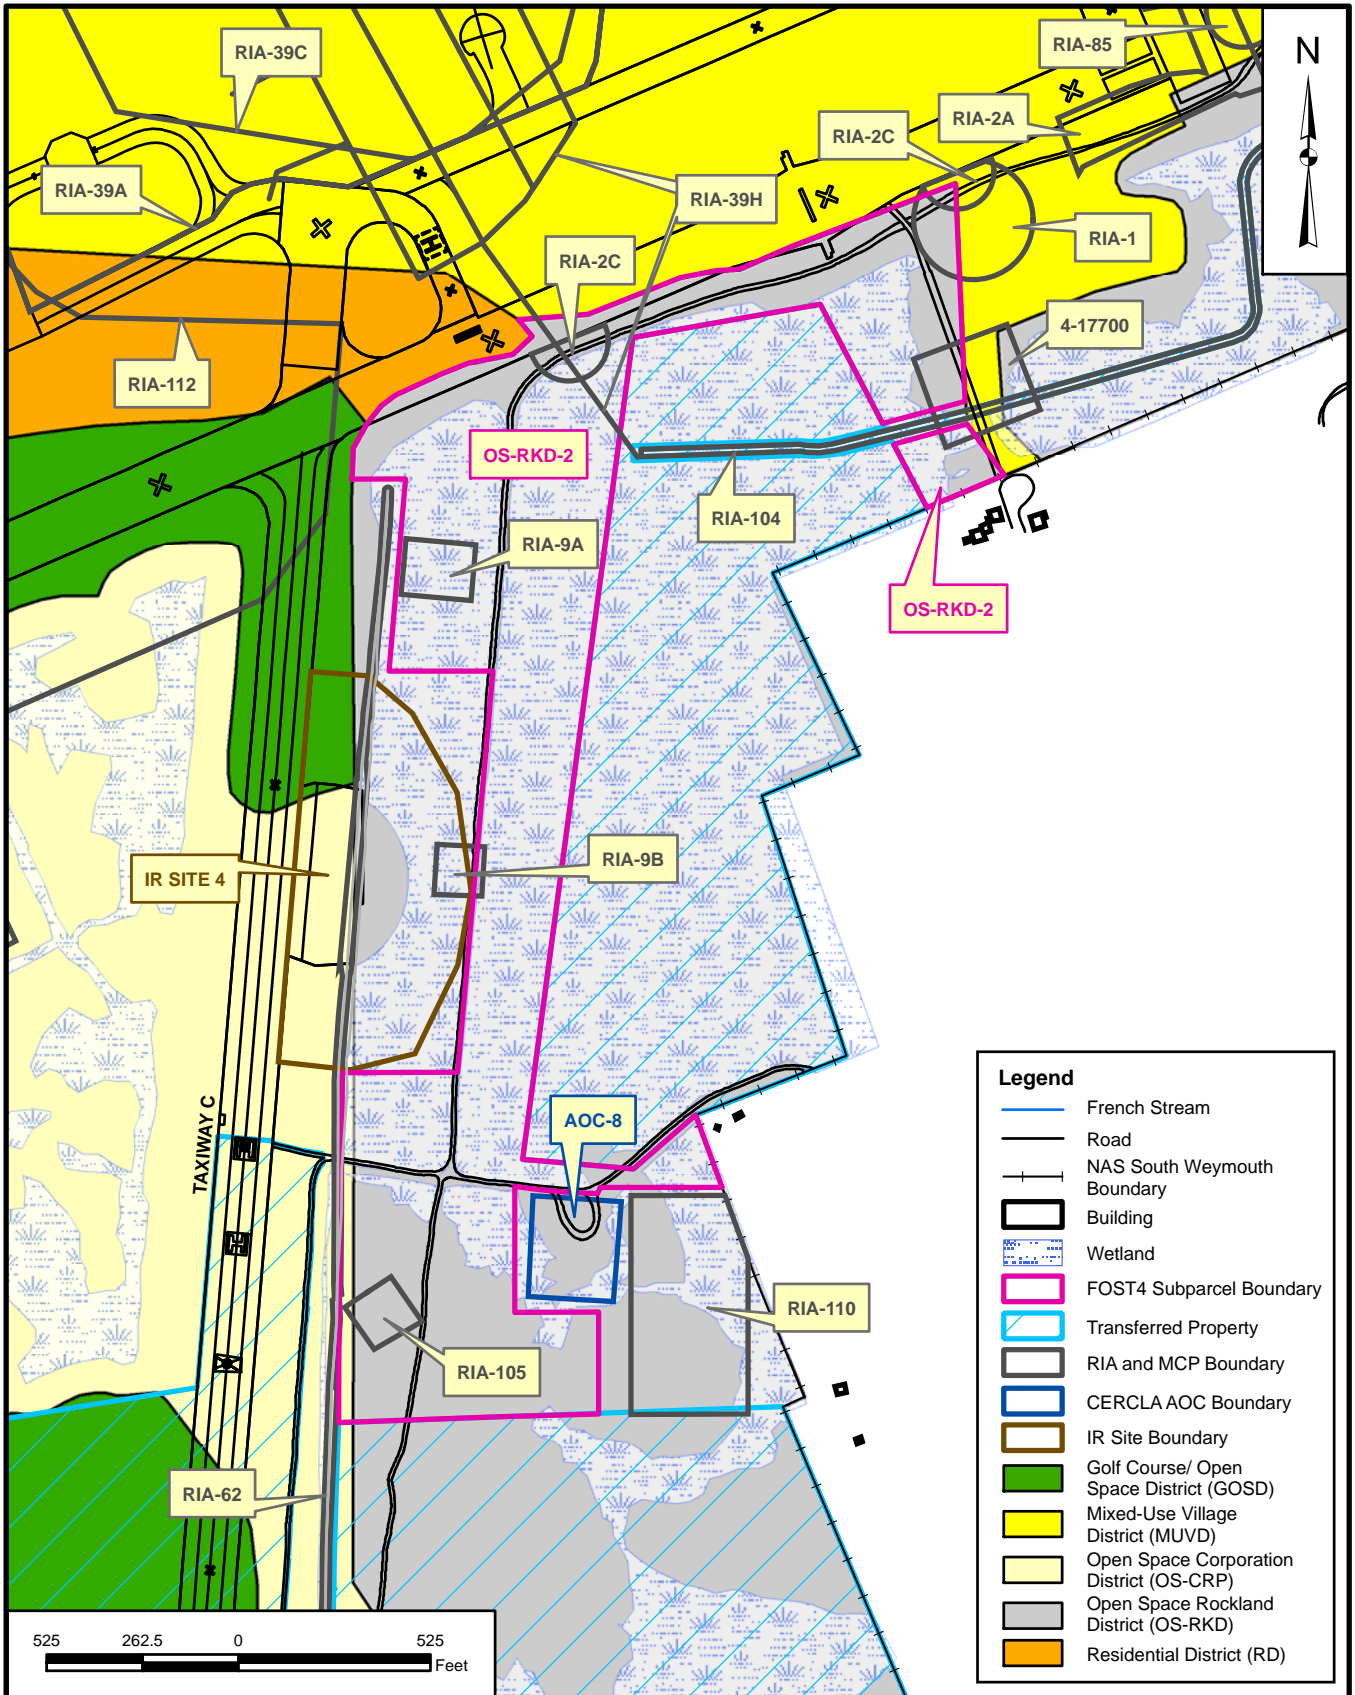 RIA-39C
RIA-85
N
RIA-2A
RIA-2C
RIA-39A
RIA-39H
RIA-1
RIA-2C
4-17700
RIA-112
OS-RKD-2
RIA-104
RIA-9A
OS-RKD-2
RIA-9B
IR SITE 4
TAXIWAY C
AOC-8
RIA-110
RIA-105
RIA-62
Legend
French Stream
Road
NAS South Weymouth
Boundary
Building
Wetland
FOST4 Subparcel Boundary
Transferred Property
RIA and MCP Boundary
CERCLA AOC Boundary
IR Site Boundary
Golf Course/ Open
Space District (GOSD)
Mixed-Use Village
District (MUVD)
Open Space Corporation
District (OS-CRP)
Open Space Rockland
District (OS-RKD)
Residential District (RD)
525 262.5 0 525
Feet